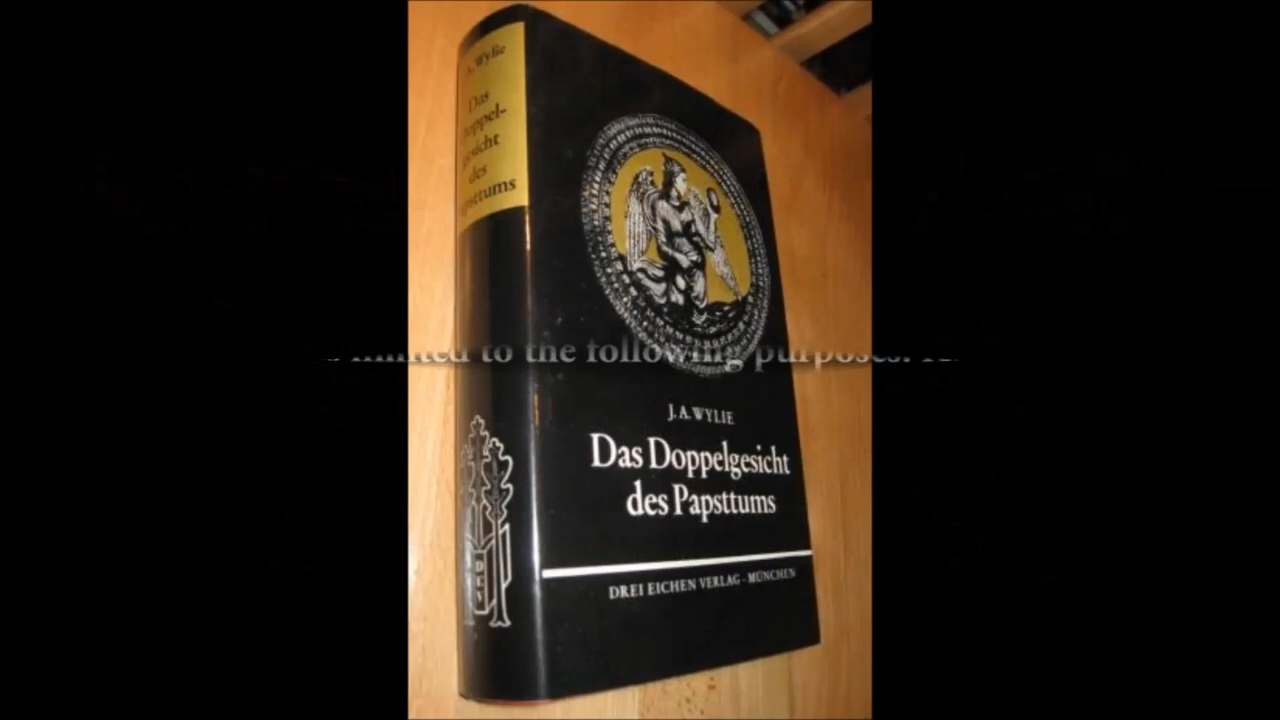 Wylie
Das
Doppel-
gesicht
des
Papsttums
limited to the following purposes:
J. A. WYLIE
Das Doppelgesicht
des Papsttums
DREI EICHEN VERLAG - MÜNCHEN
D
E
V